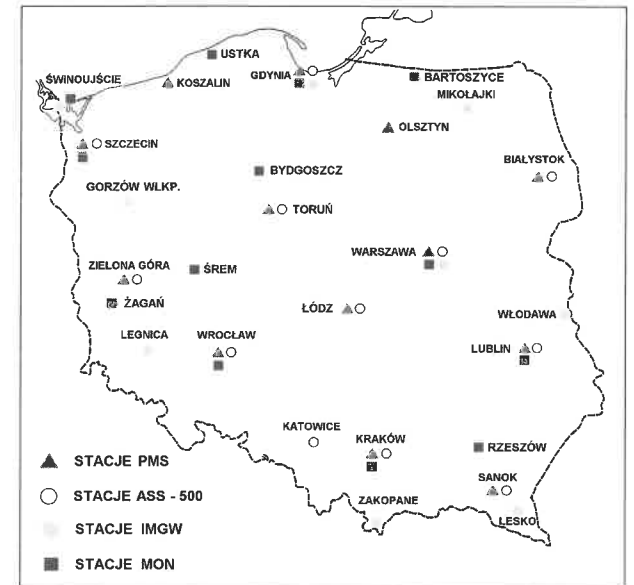 USTKA
ŚWINOUJŚCIE
KOSZALIN
GDYNIA
BARTOSZYCE
MIKOŁAJKI
OLSZTYN
SZCZECIN
BIAŁYSTOK
BYDGOSZCZ
GORZÓW WLKP.
TORUŃ
WARSZAWA
ZIELONA GÓRA
ŚREM
ŻAGAŃ
ŁÓDZ
WŁODAWA
LEGNICA
WROCŁAW
LUBLIN
KATOWICE
KRAKÓW
RZESZÓW
SANOK
ZAKOPANE
LESKO
STACJE PMS
STACJE ASS - 500
STACJE IMGW
STACJE MON